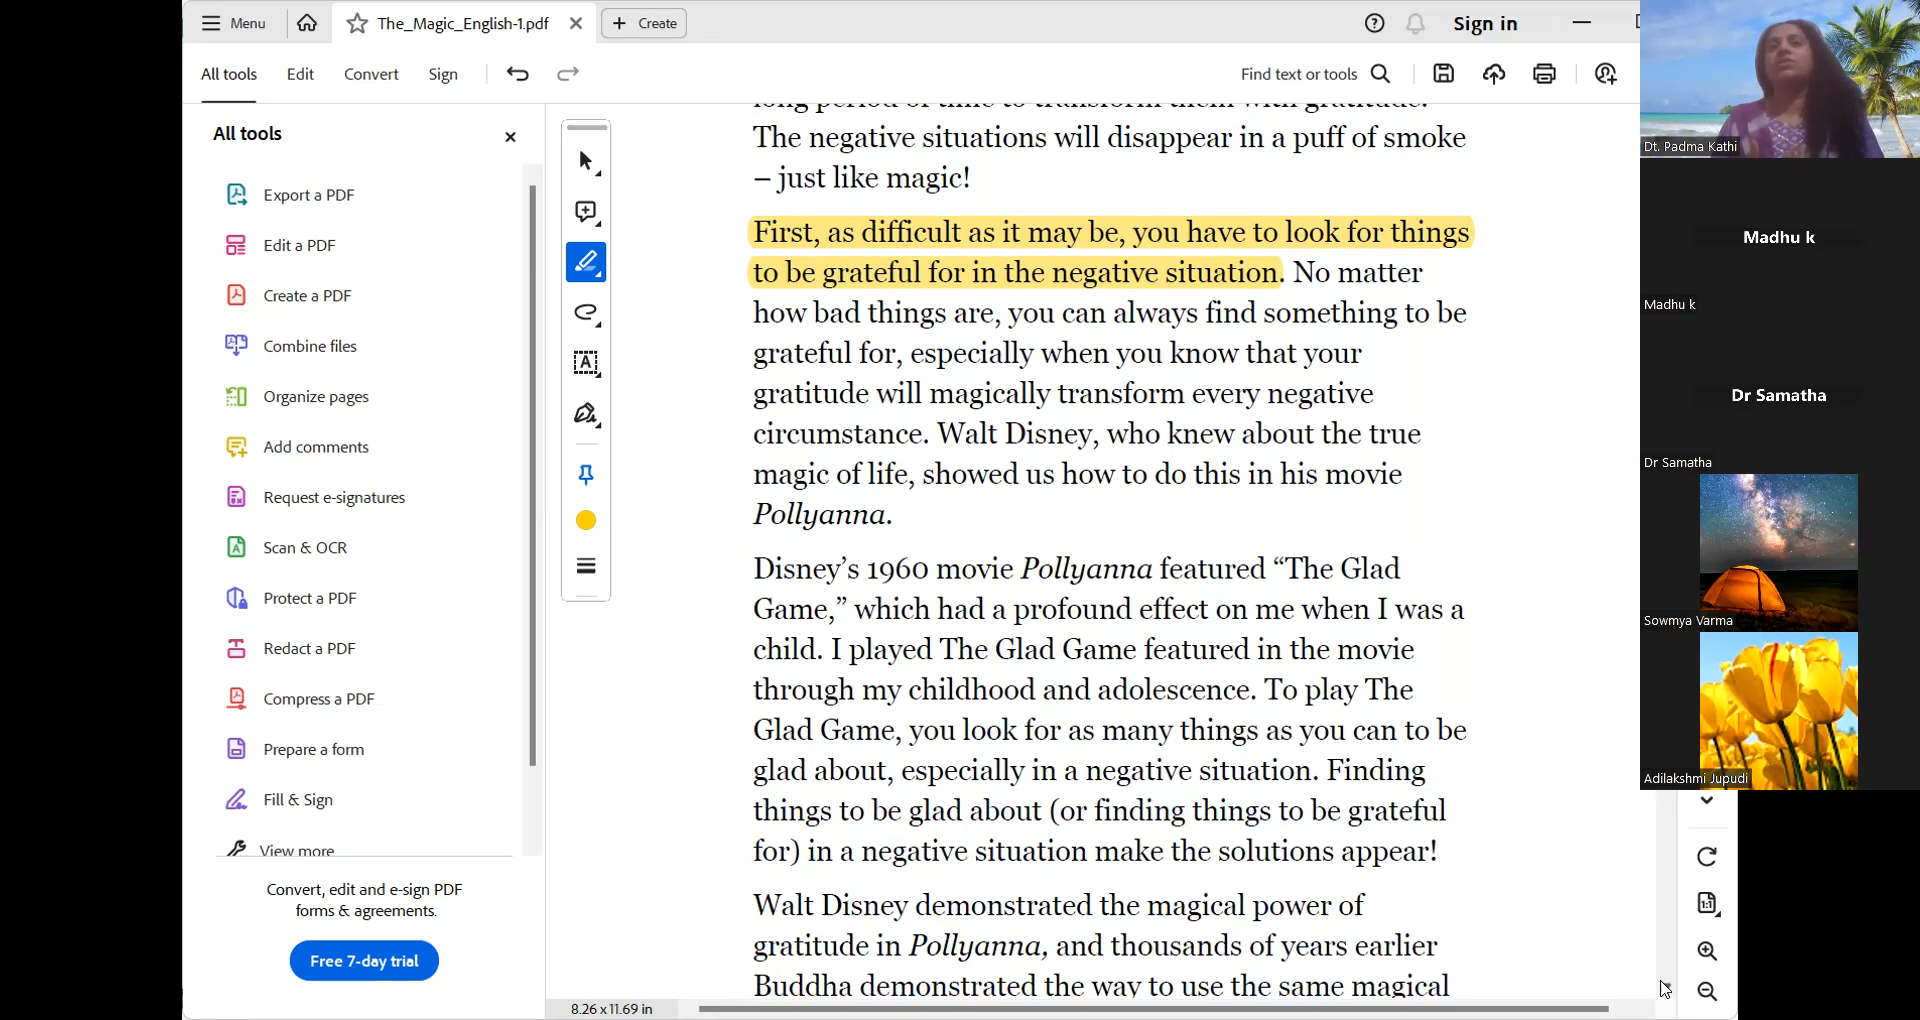 Menu
The_Magic_English-1.pdf
Create
Sign in
All tools
Edit
Convert
Sign
Find text or tools
All tools
Export a PDF
Edit a PDF
Create a PDF
Combine files
Organize pages
Add comments
Request e-signatures
Scan & OCR
Protect a PDF
Redact a PDF
Compress a PDF
Prepare a form
Fill & Sign
View more
Convert, edit and e-sign PDF
forms & agreements.
Free 7-day trial
long period of time to transform them with gratitude.
The negative situations will disappear in a puff of smoke
– just like magic!
First, as difficult as it may be, you have to look for things
to be grateful for in the negative situation. No matter
how bad things are, you can always find something to be
grateful for, especially when you know that your
gratitude will magically transform every negative
circumstance. Walt Disney, who knew about the true
magic of life, showed us how to do this in his movie
Pollyanna.
Disney’s 1960 movie Pollyanna featured “The Glad
Game,” which had a profound effect on me when I was a
child. I played The Glad Game featured in the movie
through my childhood and adolescence. To play The
Glad Game, you look for as many things as you can to be
glad about, especially in a negative situation. Finding
things to be glad about (or finding things to be grateful
for) in a negative situation make the solutions appear!
Walt Disney demonstrated the magical power of
gratitude in Pollyanna, and thousands of years earlier
Buddha demonstrated the way to use the same magical
8.26 x 11.69 in
Dt. Padma Kathi
Madhu k
Madhu k
Dr Samatha
Dr Samatha
Sowmya Varma
Adilakshmi Jupudi